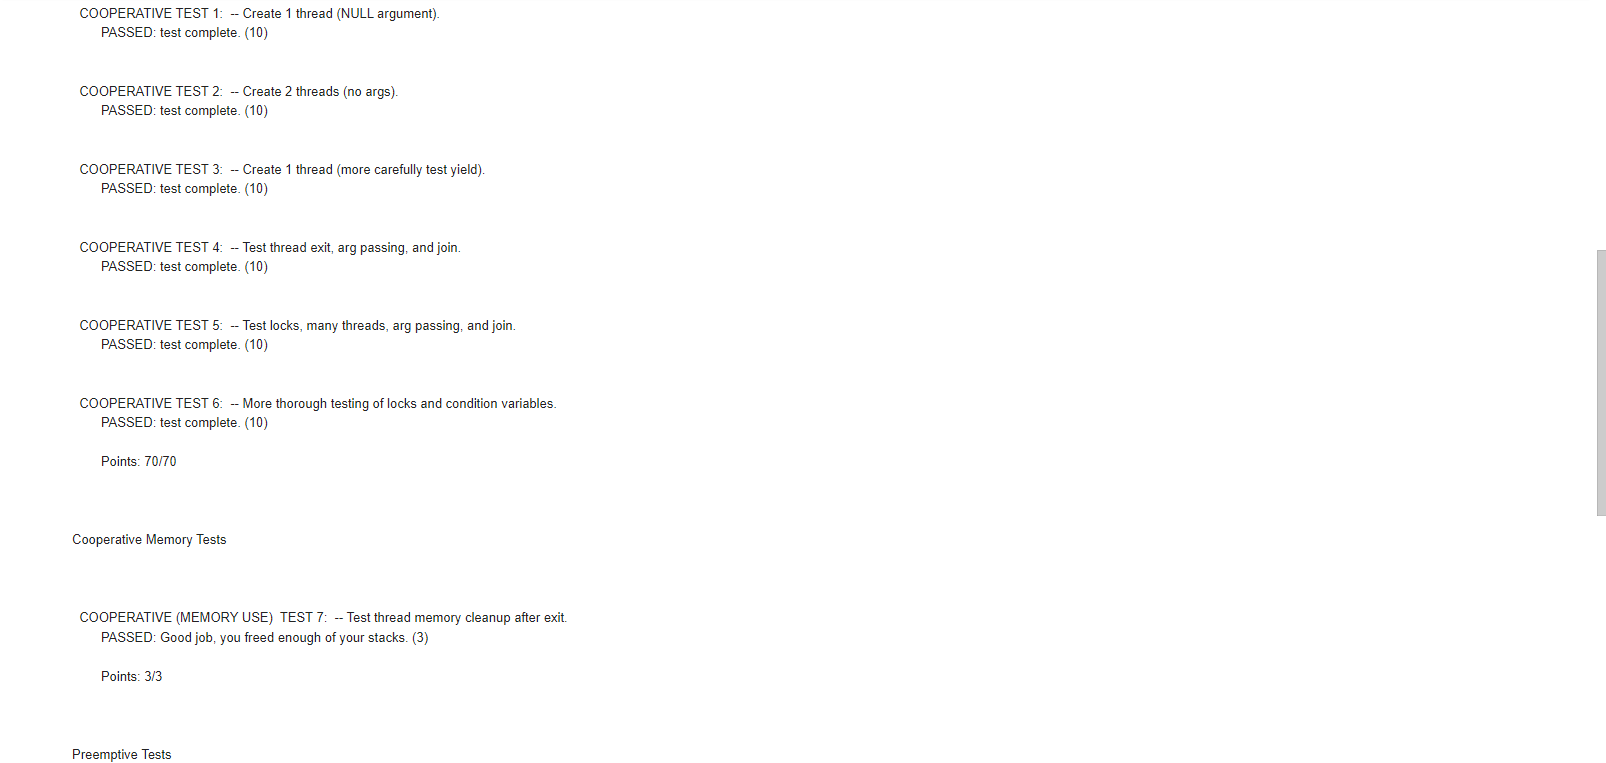 COOPERATIVE TEST 1:  -- Create 1 thread (NULL argument).
PASSED: test complete. (10)
COOPERATIVE TEST 2:  -- Create 2 threads (no args).
PASSED: test complete. (10)
COOPERATIVE TEST 3:  -- Create 1 thread (more carefully test yield).
PASSED: test complete. (10)
COOPERATIVE TEST 4:  -- Test thread exit, arg passing, and join.
PASSED: test complete. (10)
COOPERATIVE TEST 5:  -- Test locks, many threads, arg passing, and join.
PASSED: test complete. (10)
COOPERATIVE TEST 6:  -- More thorough testing of locks and condition variables.
PASSED: test complete. (10)
Points: 70/70
Cooperative Memory Tests
COOPERATIVE (MEMORY USE)  TEST 7:  -- Test thread memory cleanup after exit.
PASSED: Good job, you freed enough of your stacks. (3)
Points: 3/3
Preemptive Tests